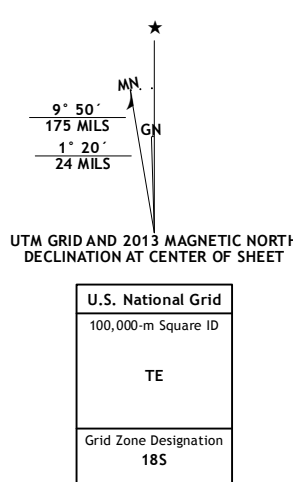 ★
MN
9° 50´
175 MILS
GN
1° 20´
24 MILS
UTM GRID AND 2013 MAGNETIC NORTH
DECLINATION AT CENTER OF SHEET
U.S. National Grid
100,000-m Square ID
TE
Grid Zone Designation
18S